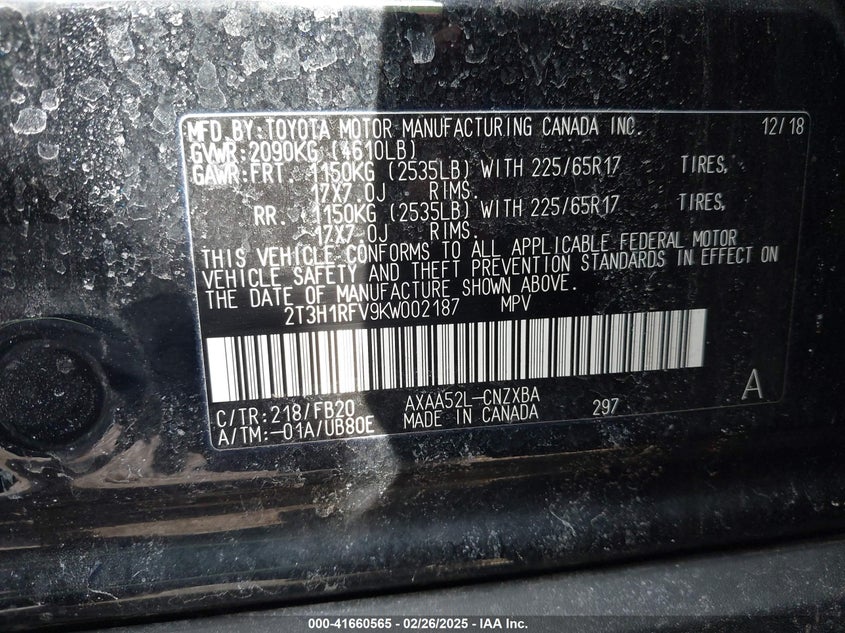 MFD.BY:TOYOTA MOTOR MANUFACTURING CANADA INC. 12/18
GVWR:2090KG (4610LB)
GAWR:FRT. 1150KG (2535LB) WITH 225/65R17 TIRES,
17X7.0J RIMS.
RR. 1150KG (2535LB) WITH 225/65R17 TIRES,
17X7.0J RIMS.
THIS VEHICLE CONFORMS TO ALL APPLICABLE FEDERAL MOTOR
VEHICLE SAFETY AND THEFT PREVENTION STANDARDS IN EFFECT ON
THE DATE OF MANUFACTURE SHOWN ABOVE.
2T3H1RFV9KW002187 MPV
C/TR:218/FB20 AXAA52L-CNZXBA A
A/TM:-01A/UB80E MADE IN CANADA 297
000-41660565 - 02/26/2025 - IAA Inc.